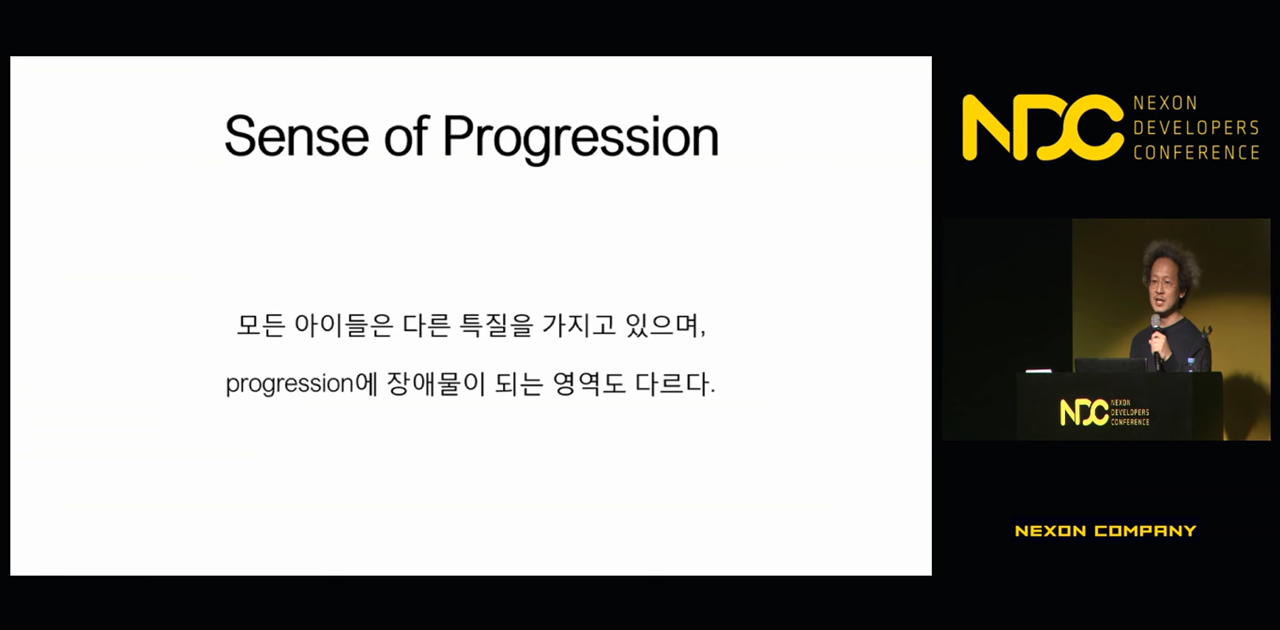 Sense of Progression
모든 아이들은 다른 특질을 가지고 있으며,
progression에 장애물이 되는 영역도 다르다.
NDC
NEXON
DEVELOPERS
CONFERENCE
NDC
NEXON
DEVELOPERS
CONFERENCE
NEXON COMPANY